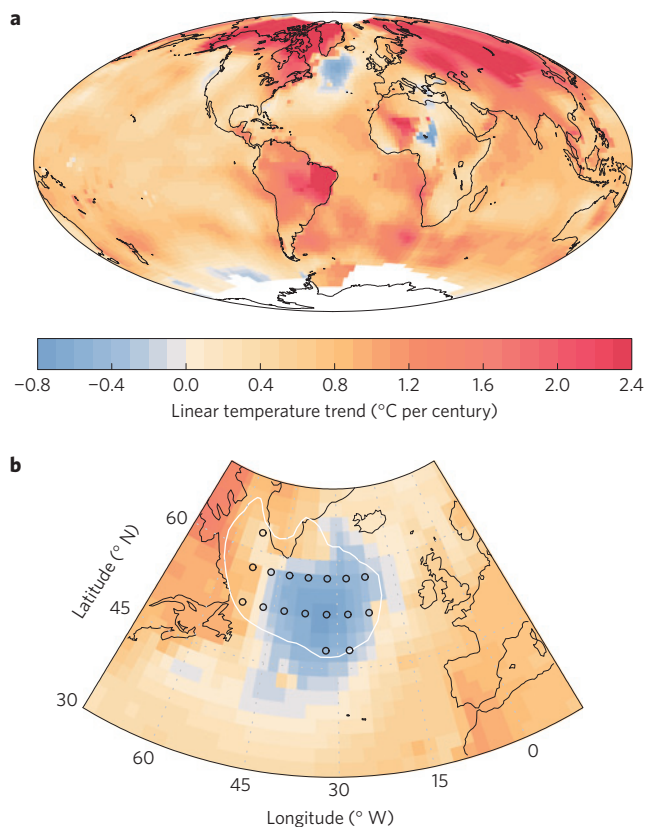 a
−0.8 −0.4 0.0 0.4 0.8 1.2 1.6 2.0 2.4
Linear temperature trend (°C per century)
b
60
Latitude (° N)
45
30
60
45
30
15
0
Longitude (° W)